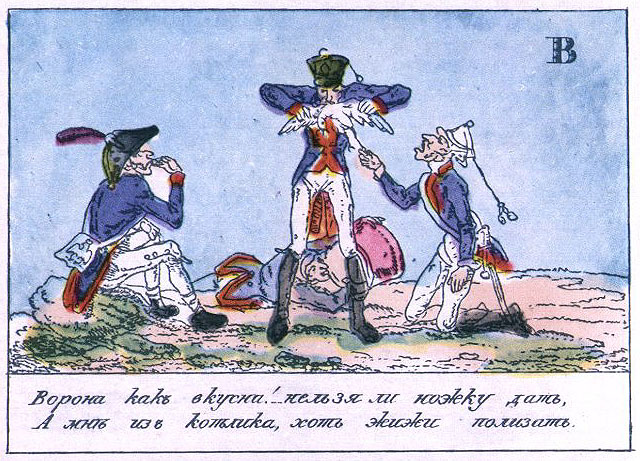 В
Ворона какъ вкусна! нельзя ли ножку дать,
А мнѣ изъ котлика, хоть жижи полизать.